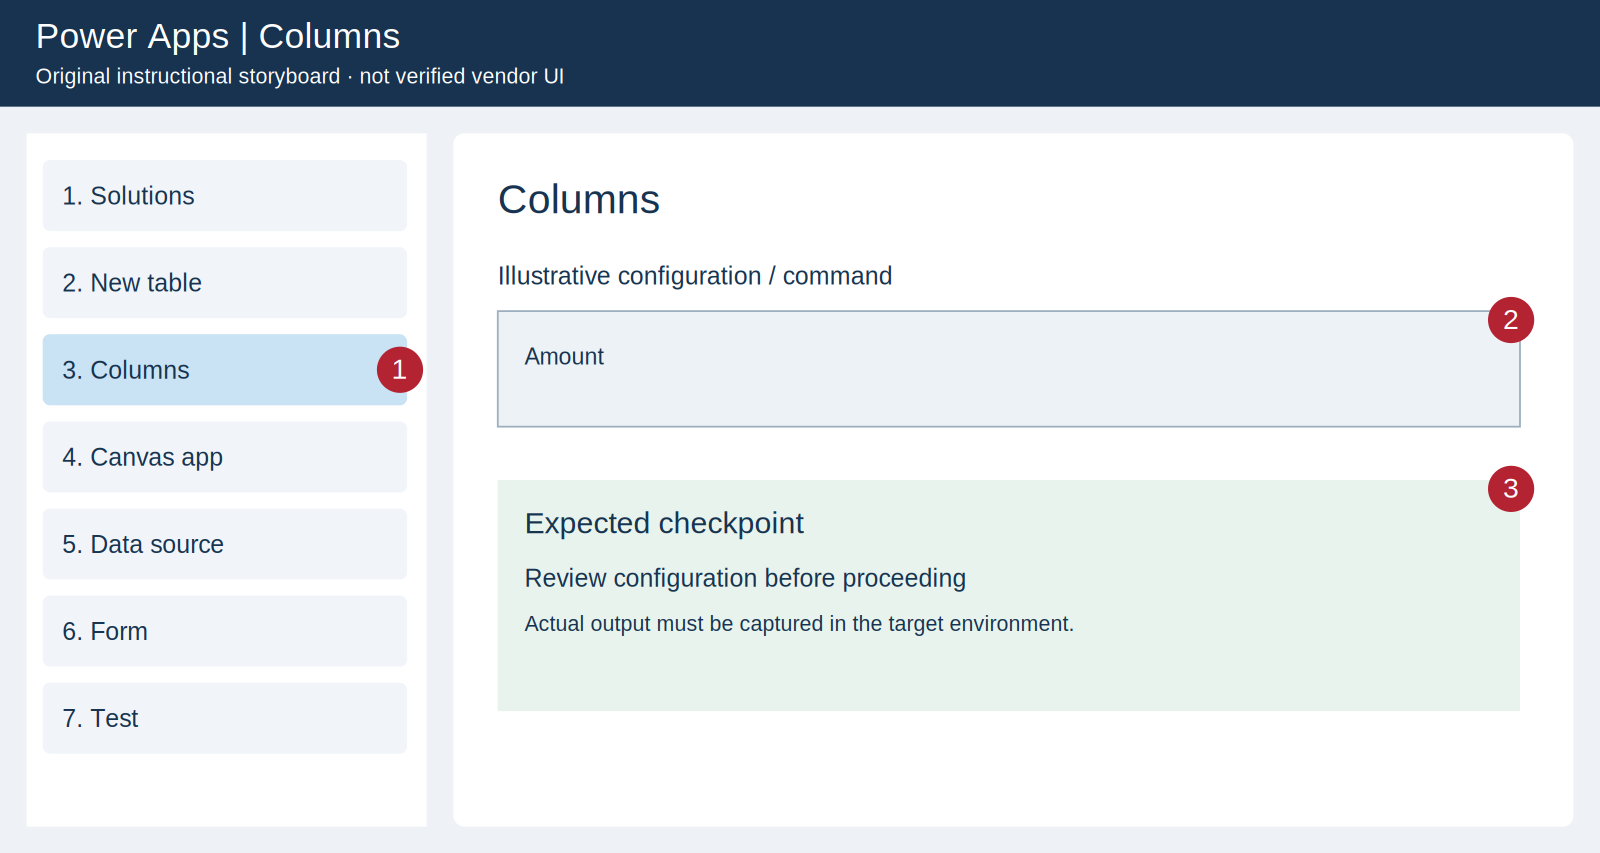 Power Apps | Columns
Original instructional storyboard · not verified vendor UI
1. Solutions
2. New table
3. Columns
1
4. Canvas app
5. Data source
6. Form
7. Test
Columns
Illustrative configuration / command
2
Amount
3
Expected checkpoint
Review configuration before proceeding
Actual output must be captured in the target environment.